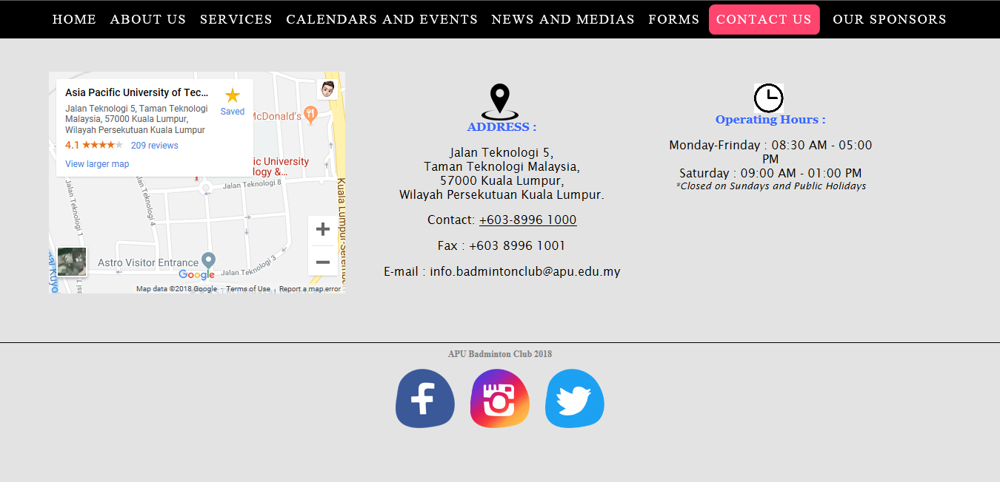 HOME ABOUT US SERVICES CALENDARS AND EVENTS NEWS AND MEDIAS FORMS CONTACT US OUR SPONSORS
Asia Pacific University of Tec...
Saved
Jalan Teknologi 5, Taman Teknologi
Malaysia, 57000 Kuala Lumpur,
Wilayah Persekutuan Kuala Lumpur
4.1 209 reviews
View larger map
McDonald's
ic University
logy &...
Jalan Teknologi 8
Jalan Teknologi 1
Jalan Teknologi 4
Kuala Lumpur-Seremb
Astro Visitor Entrance
Jalan Teknologi 3
Google
Map data ©2018 Google Terms of Use Report a map error
ADDRESS :
Jalan Teknologi 5,
Taman Teknologi Malaysia,
57000 Kuala Lumpur,
Wilayah Persekutuan Kuala Lumpur.
Contact: +603-8996 1000
Fax : +603 8996 1001
E-mail : info.badmintonclub@apu.edu.my
Operating Hours :
Monday-Frinday : 08:30 AM - 05:00
PM
Saturday : 09:00 AM - 01:00 PM
*Closed on Sundays and Public Holidays
APU Badminton Club 2018